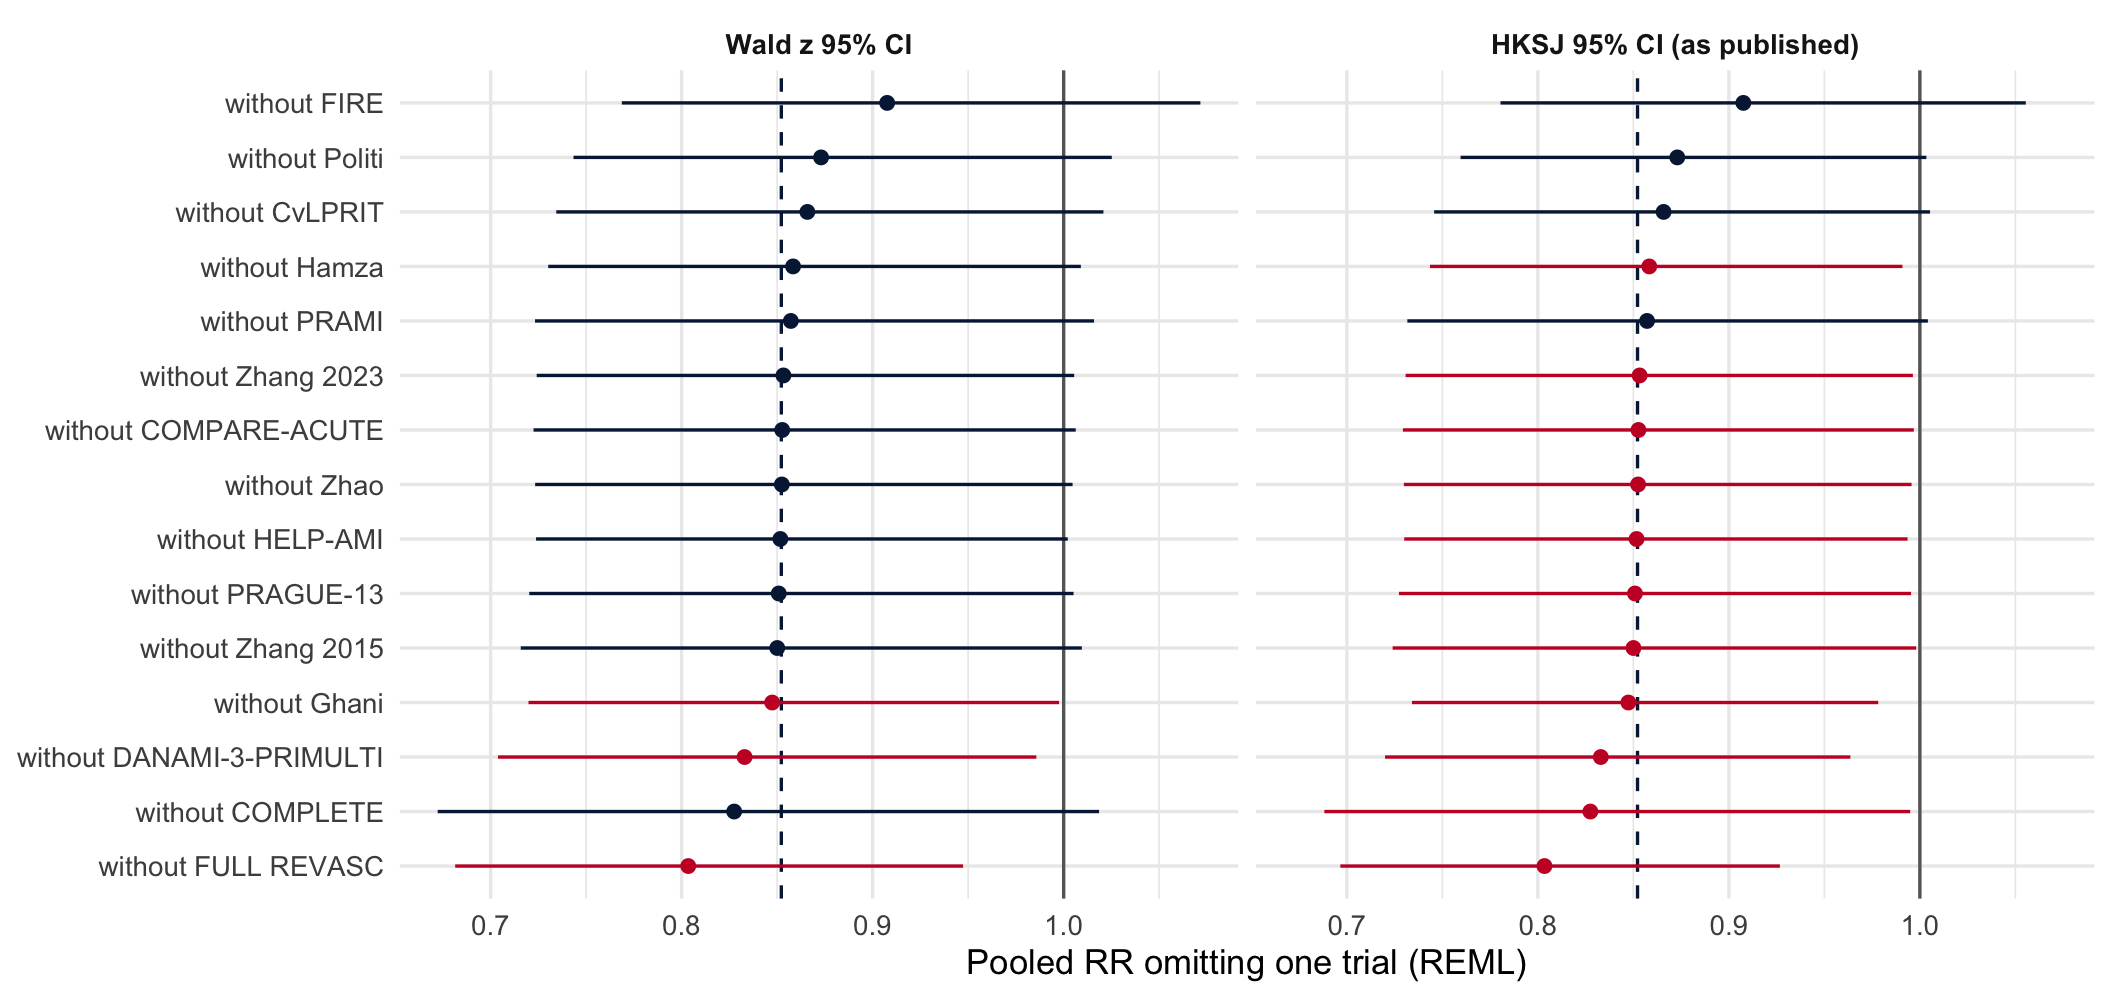 Wald z 95% CI
HKSJ 95% CI (as published)
without FIRE
without Politi
without CvLPRIT
without Hamza
without PRAMI
without Zhang 2023
without COMPARE-ACUTE
without Zhao
without HELP-AMI
without PRAGUE-13
without Zhang 2015
without Ghani
without DANAMI-3-PRIMULTI
without COMPLETE
without FULL REVASC
0.7 0.8 0.9 1.0
0.7 0.8 0.9 1.0
Pooled RR omitting one trial (REML)